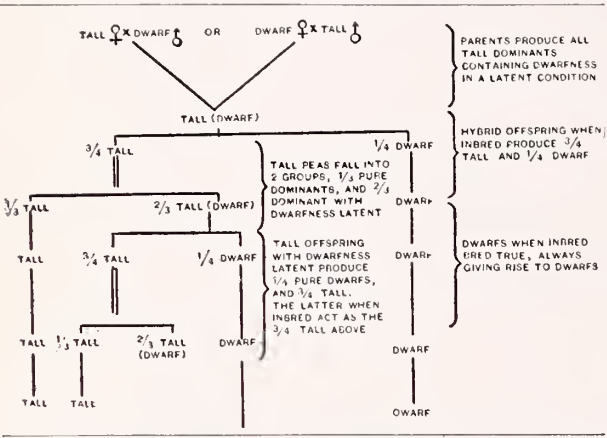 TALL ♀ × DWARF ♂ OR DWARF ♀ × TALL ♂
PARENTS PRODUCE ALL
TALL DOMINANTS
CONTAINING DWARFNESS
IN A LATENT CONDITION
TALL (DWARF)
3/4 TALL
1/4 DWARF
HYBRID OFFSPRING WHEN
INBRED PRODUCE 3/4
TALL AND 1/4 DWARF
TALL PEAS FALL INTO
2 GROUPS, 1/3 PURE
DOMINANTS, AND 2/3
DOMINANT WITH
DWARFNESS LATENT
TALL
2/3 TALL (DWARF)
DWARF
TALL
3/4 TALL
1/4 DWARF
DWARF
TALL OFFSPRING
WITH DWARFNESS
LATENT PRODUCE
1/4 PURE DWARFS,
AND 3/4 TALL.
THE LATTER WHEN
INBRED ACT AS THE
3/4 TALL ABOVE
DWARFS WHEN INBRED
BRED TRUE, ALWAYS
GIVING RISE TO DWARFS
TALL
1/3 TALL
2/3 TALL
(DWARF)
DWARF
DWARF
TALL
TALL
DWARF